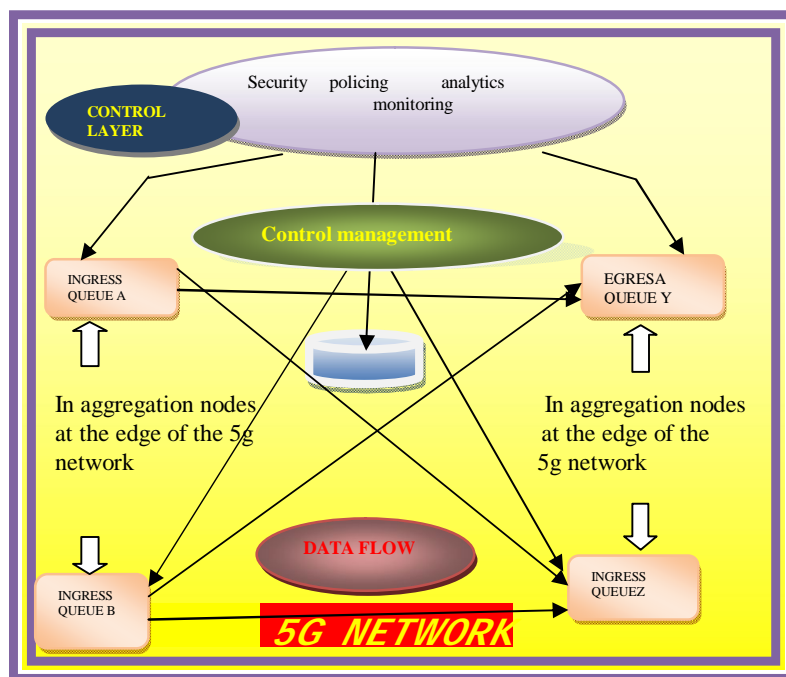 Security policing analytics
monitoring
CONTROL
LAYER
Control management
INGRESS
QUEUE A
EGRESA
QUEUE Y
In aggregation nodes
at the edge of the 5g
network
In aggregation nodes
at the edge of the
5g network
DATA FLOW
INGRESS
QUEUE B
INGRESS
QUEUEZ
5G NETWORK